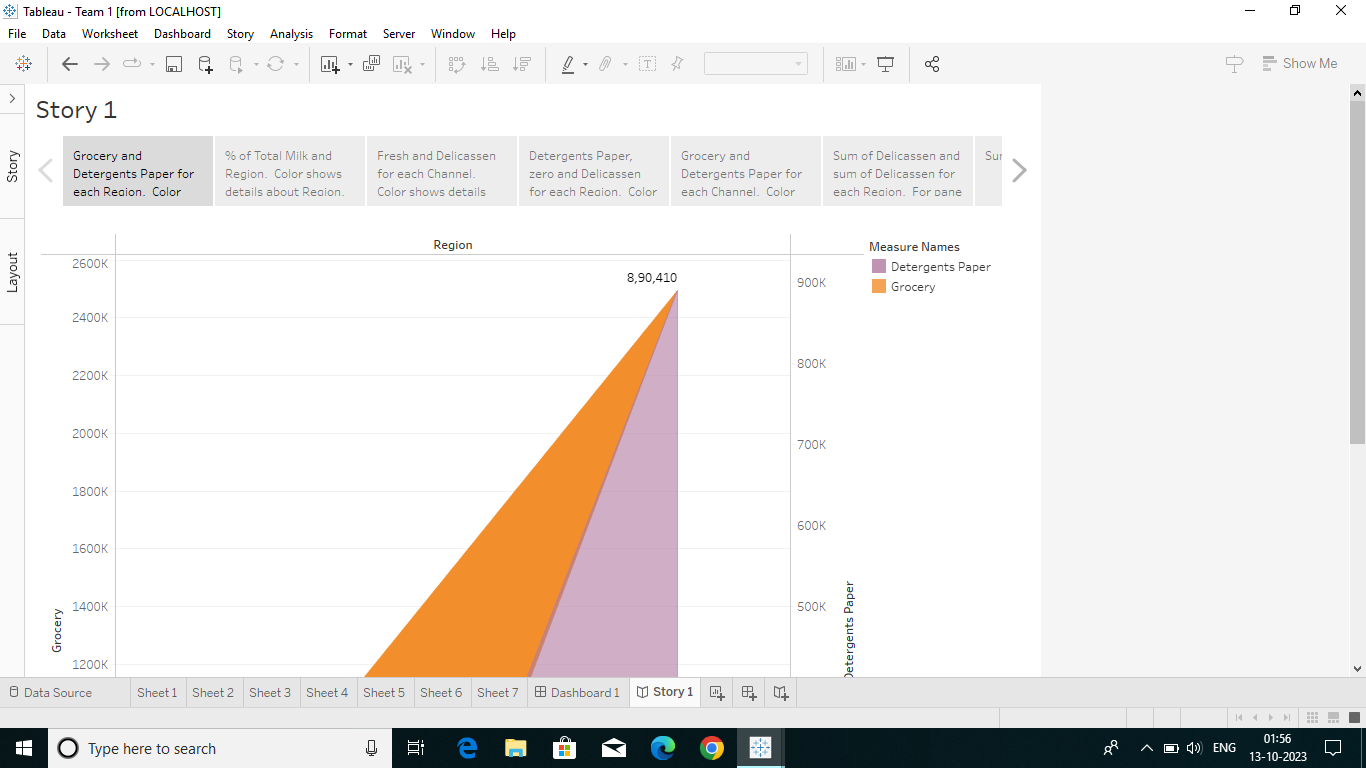 Tableau - Team 1 [from LOCALHOST]
File Data Worksheet Dashboard Story Analysis Format Server Window Help
Show Me
Story
Layout
Story 1
Grocery and
Detergents Paper for
each Region. Color
% of Total Milk and
Region. Color shows
details about Region.
Fresh and Delicassen
for each Channel.
Color shows details
Detergents Paper,
zero and Delicassen
for each Region. Color
Grocery and
Detergents Paper for
each Channel. Color
Sum of Delicassen and
sum of Delicassen for
each Region. For pane
Region
2600K
2400K
2200K
2000K
1800K
1600K
1400K
1200K
Grocery
8,90,410
900K
800K
700K
600K
500K
Detergents Paper
Measure Names
Detergents Paper
Grocery
Data Source Sheet 1 Sheet 2 Sheet 3 Sheet 4 Sheet 5 Sheet 6 Sheet 7 Dashboard 1 Story 1
Type here to search
ENG
01:56
13-10-2023